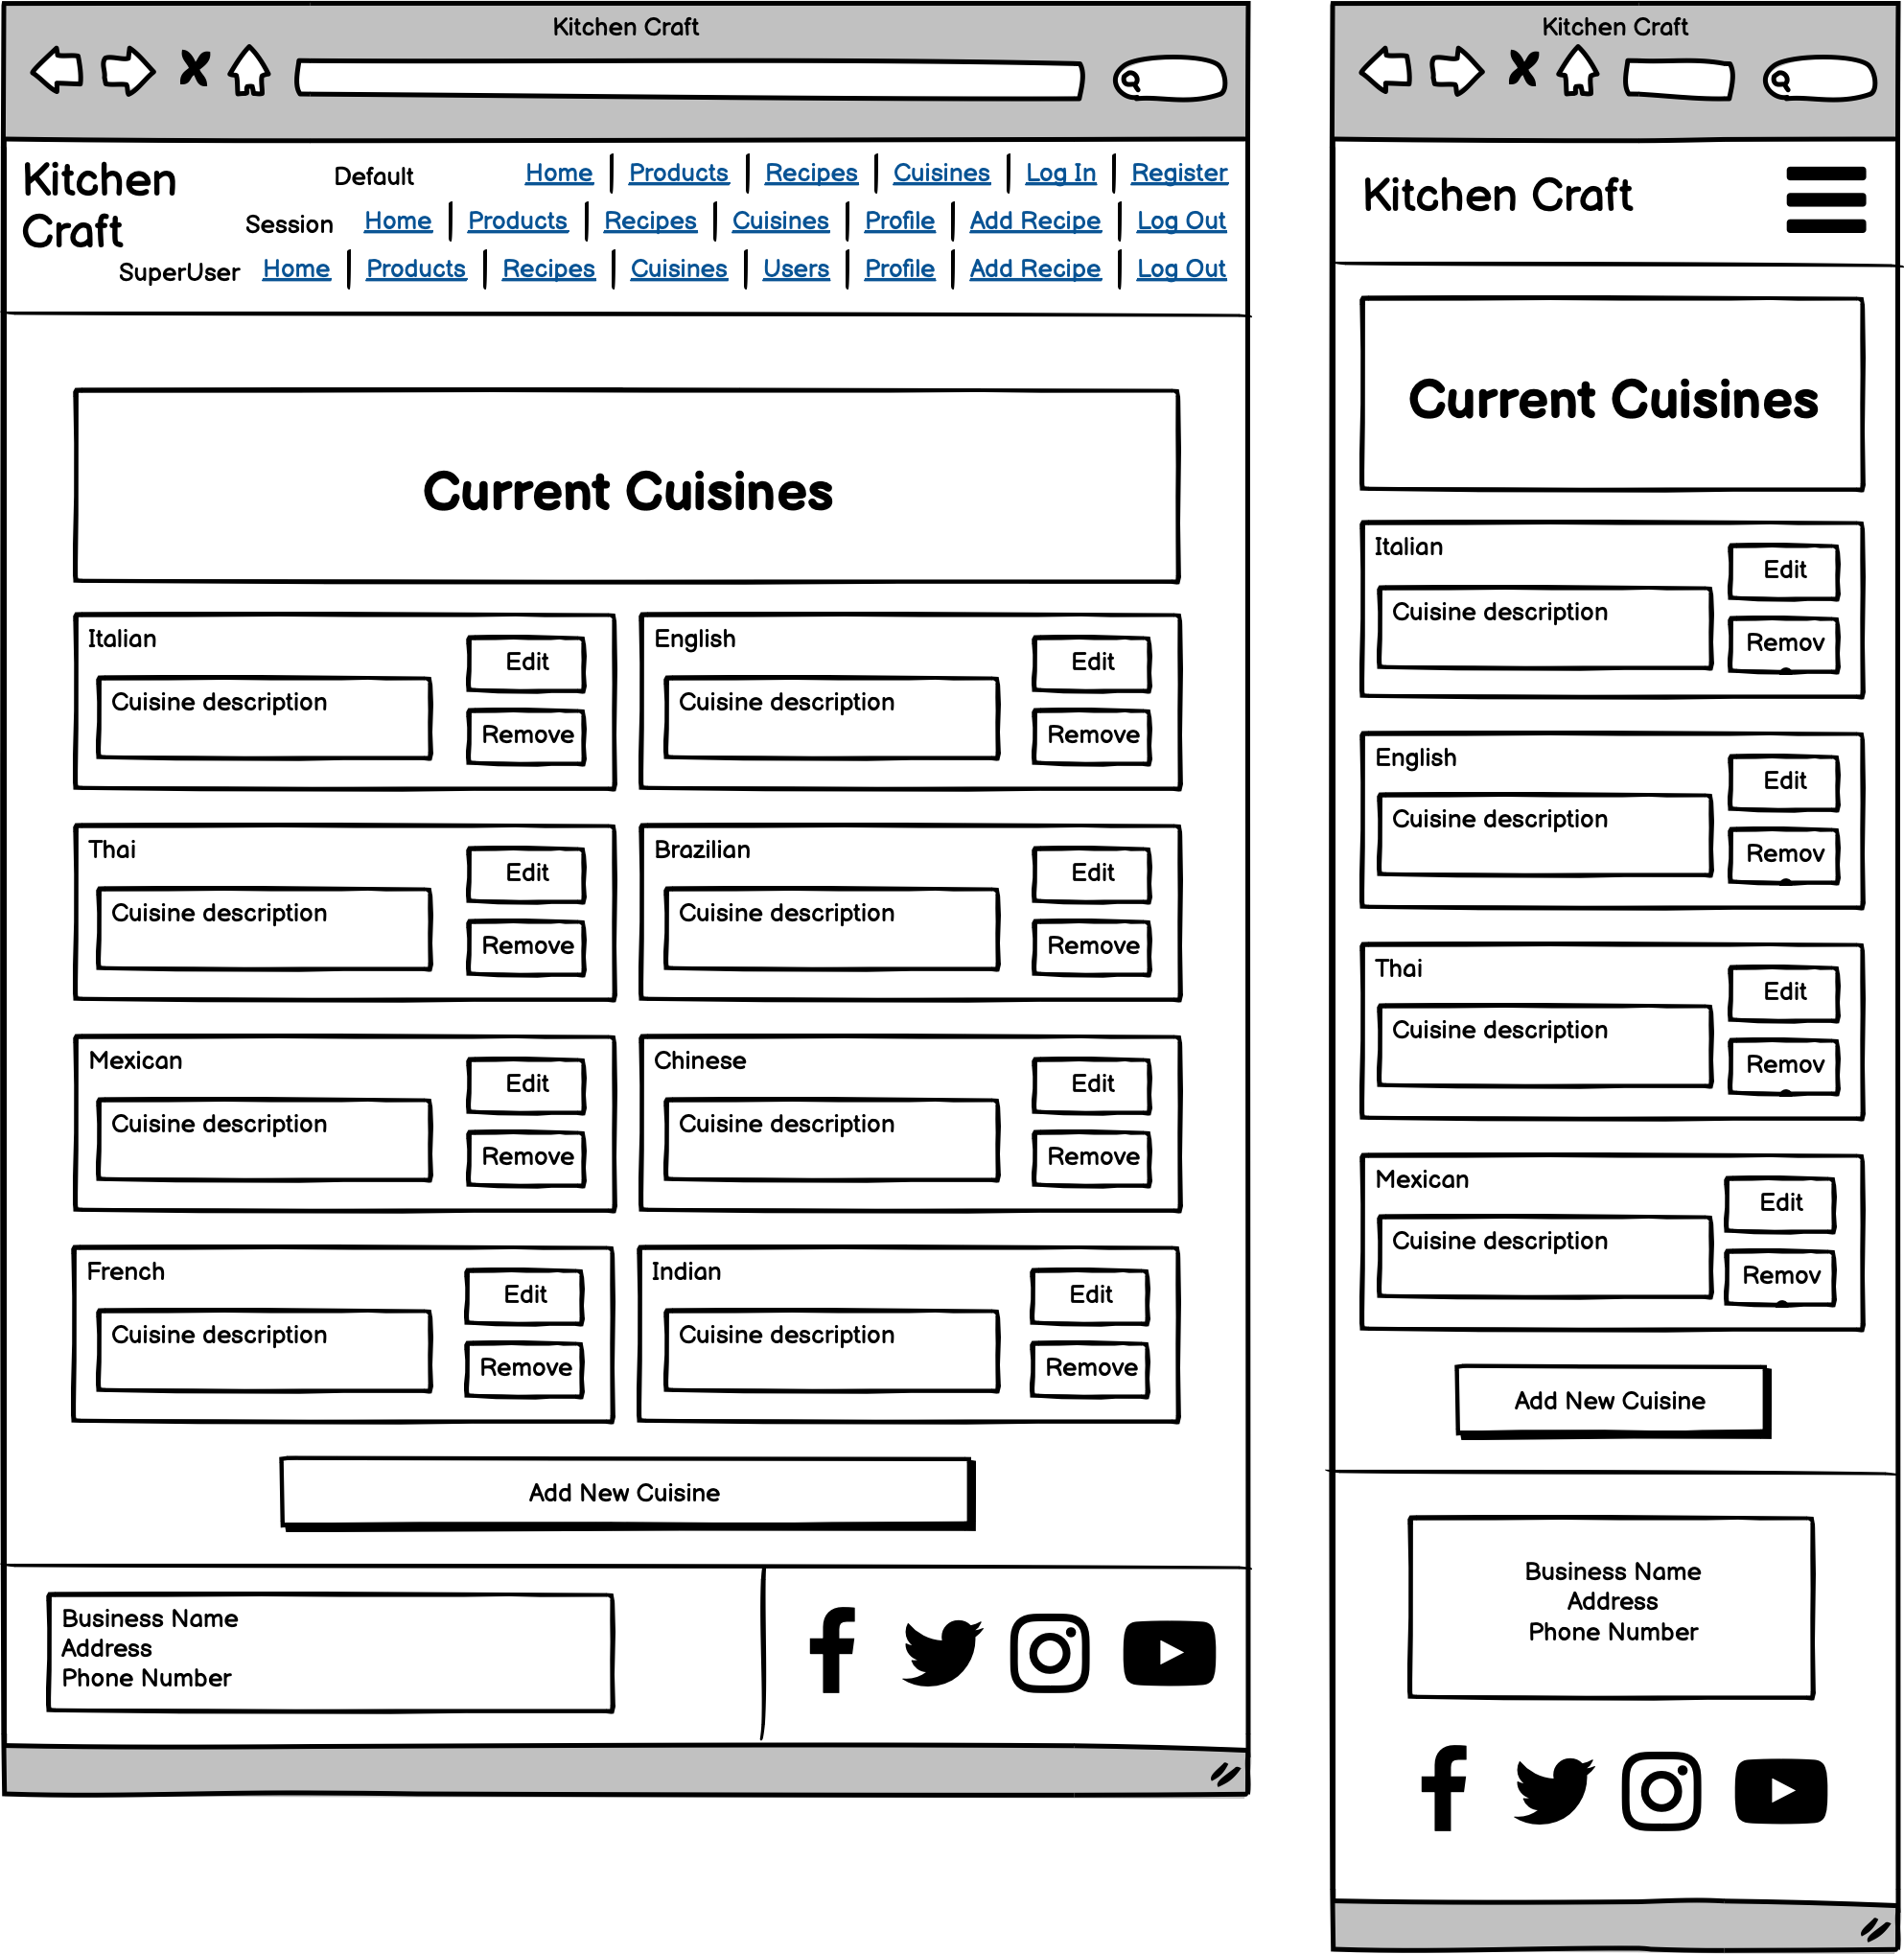 Kitchen Craft
Kitchen
Craft
Default Home Products Recipes Cuisines Log In Register
Session Home Products Recipes Cuisines Profile Add Recipe Log Out
SuperUser Home Products Recipes Cuisines Users Profile Add Recipe Log Out
Current Cuisines
Italian
Edit
Cuisine description
Remove
English
Edit
Cuisine description
Remove
Thai
Edit
Cuisine description
Remove
Brazilian
Edit
Cuisine description
Remove
Mexican
Edit
Cuisine description
Remove
Chinese
Edit
Cuisine description
Remove
French
Edit
Cuisine description
Remove
Indian
Edit
Cuisine description
Remove
Add New Cuisine
Business Name
Address
Phone Number
Kitchen Craft
Kitchen Craft
Current Cuisines
Italian
Edit
Cuisine description
Remov
English
Edit
Cuisine description
Remov
Thai
Edit
Cuisine description
Remov
Mexican
Edit
Cuisine description
Remov
Add New Cuisine
Business Name
Address
Phone Number